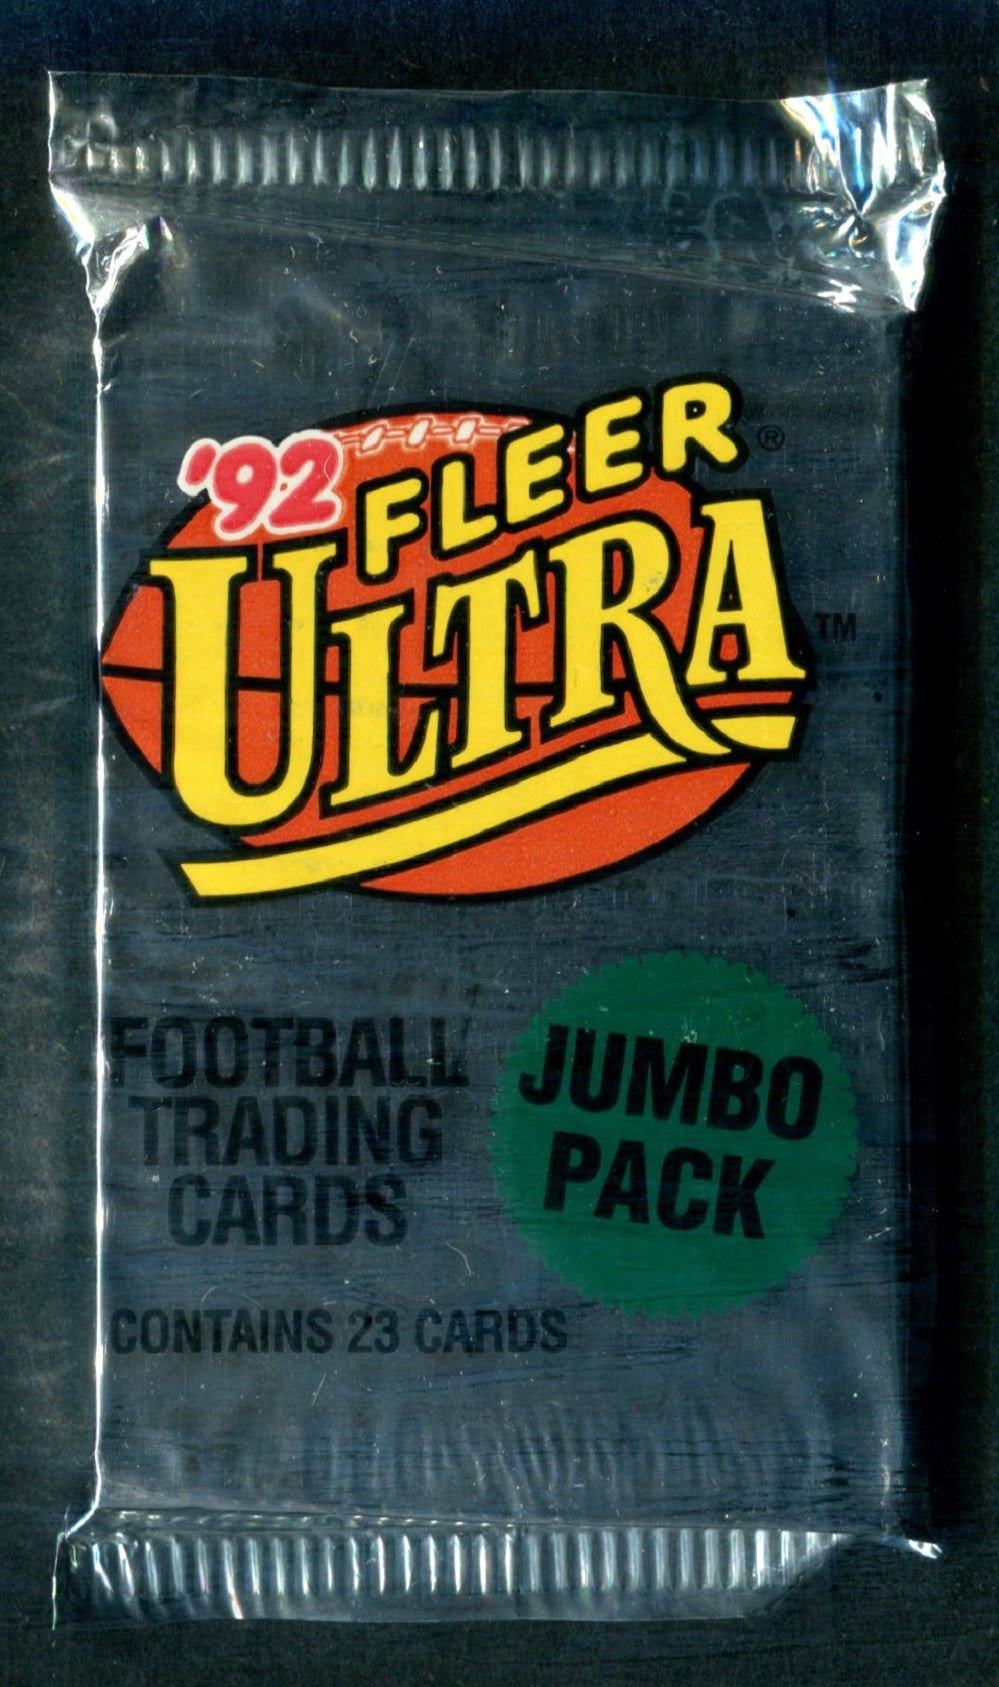 '92 FLEER®
ULTRA™
FOOTBALL
TRADING
CARDS
JUMBO
PACK
CONTAINS 23 CARDS